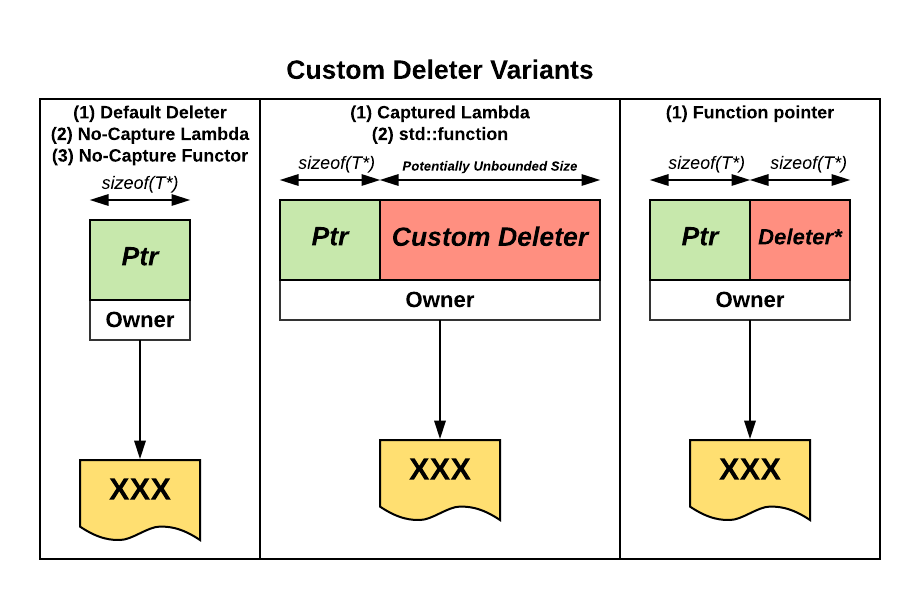 Custom Deleter Variants
(1) Default Deleter
(2) No-Capture Lambda
(3) No-Capture Functor
sizeof(T*)
Ptr
Owner
XXX
(1) Captured Lambda
(2) std::function
sizeof(T*)
Potentially Unbounded Size
Ptr
Custom Deleter
Owner
XXX
(1) Function pointer
sizeof(T*)
sizeof(T*)
Ptr
Deleter*
Owner
XXX